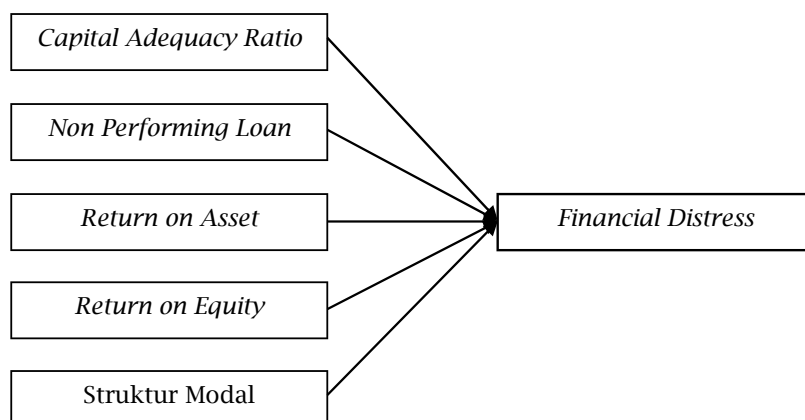 Capital Adequacy Ratio
Non Performing Loan
Return on Asset
Financial Distress
Return on Equity
Struktur Modal